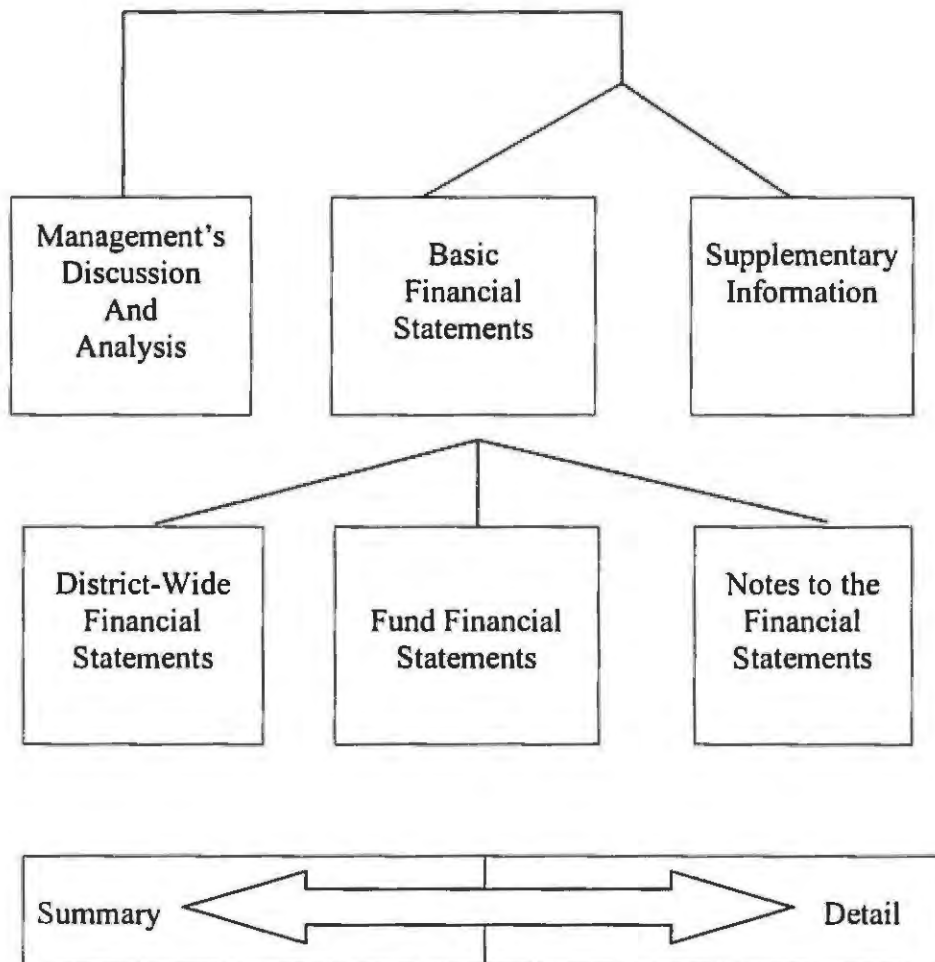 Management's
Discussion
And
Analysis
Basic
Financial
Statements
Supplementary
Information
District-Wide
Financial
Statements
Fund Financial
Statements
Notes to the
Financial
Statements
Summary
Detail